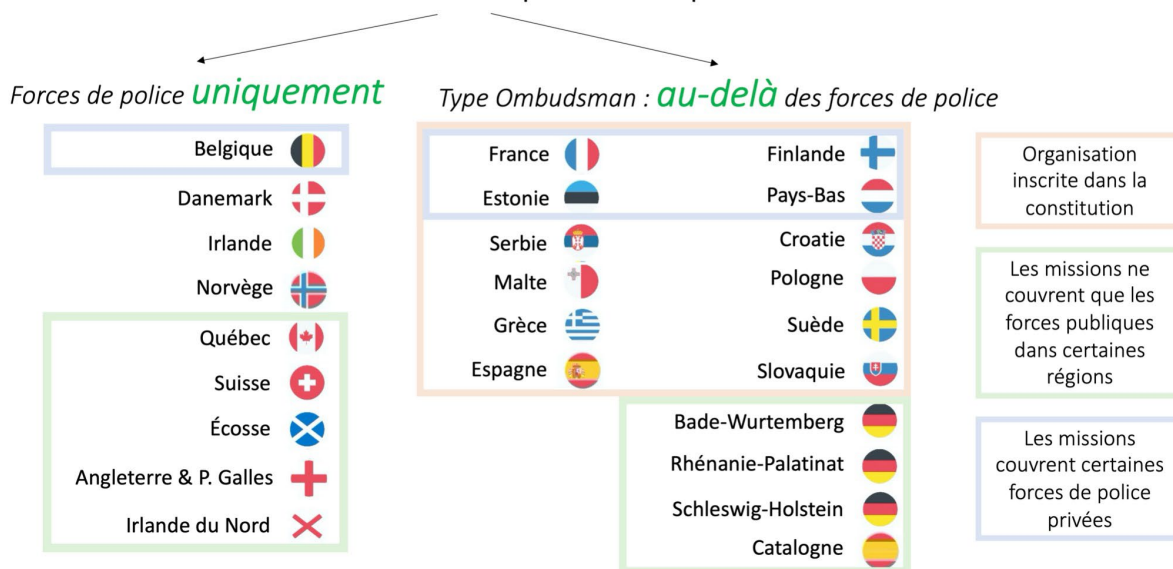 Forces de police uniquement
Type Ombudsman : au-delà des forces de police
Belgique
Danemark
Irlande
Norvège
Québec
Suisse
Écosse
Angleterre & P. Galles
Irlande du Nord
France
Finlande
Estonie
Pays-Bas
Serbie
Croatie
Malte
Pologne
Grèce
Suède
Espagne
Slovaquie
Bade-Wurtemberg
Rhénanie-Palatinat
Schleswig-Holstein
Catalogne
Organisation
inscrite dans la
constitution
Les missions ne
couvrent que les
forces publiques
dans certaines
régions
Les missions
couvrent certaines
forces de police
privées